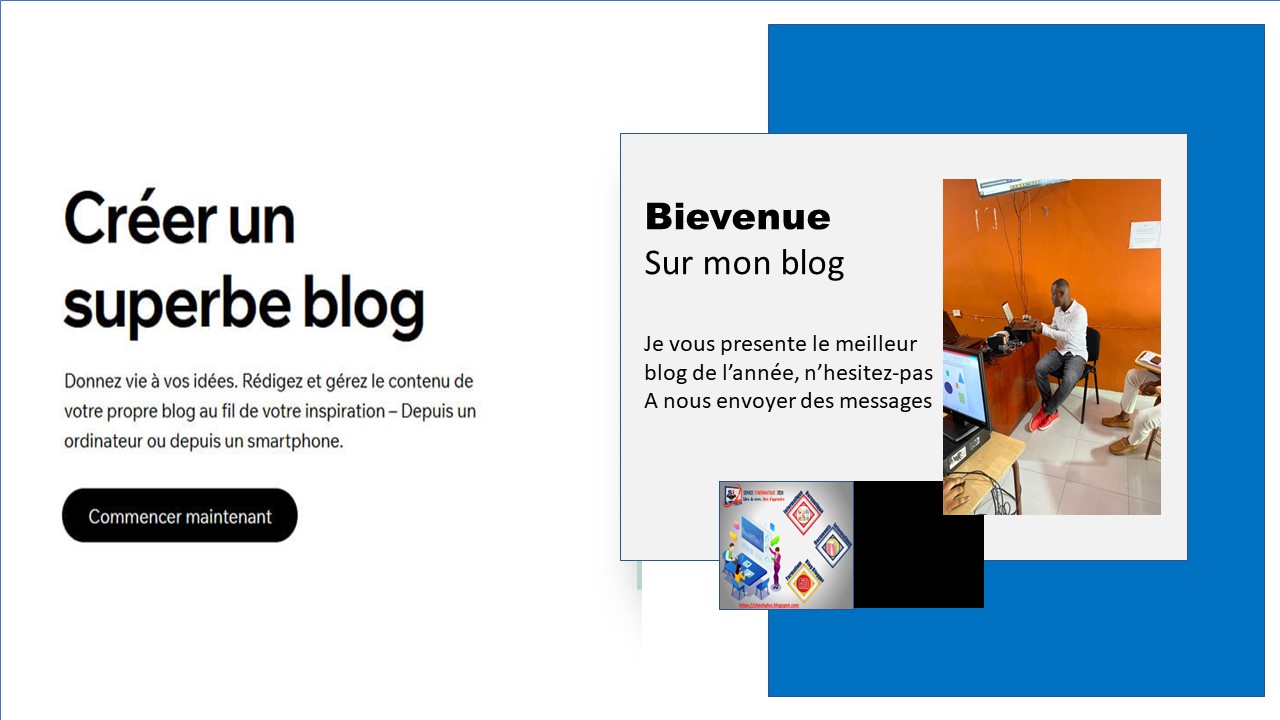 Créer un
superbe blog
Donnez vie à vos idées. Rédigez et gérez le contenu de
votre propre blog au fil de votre inspiration – Depuis un
ordinateur ou depuis un smartphone.
Commencer maintenant
Bievenue
Sur mon blog
Je vous presente le meilleur
blog de l’année, n’hesitez-pas
A nous envoyer des messages